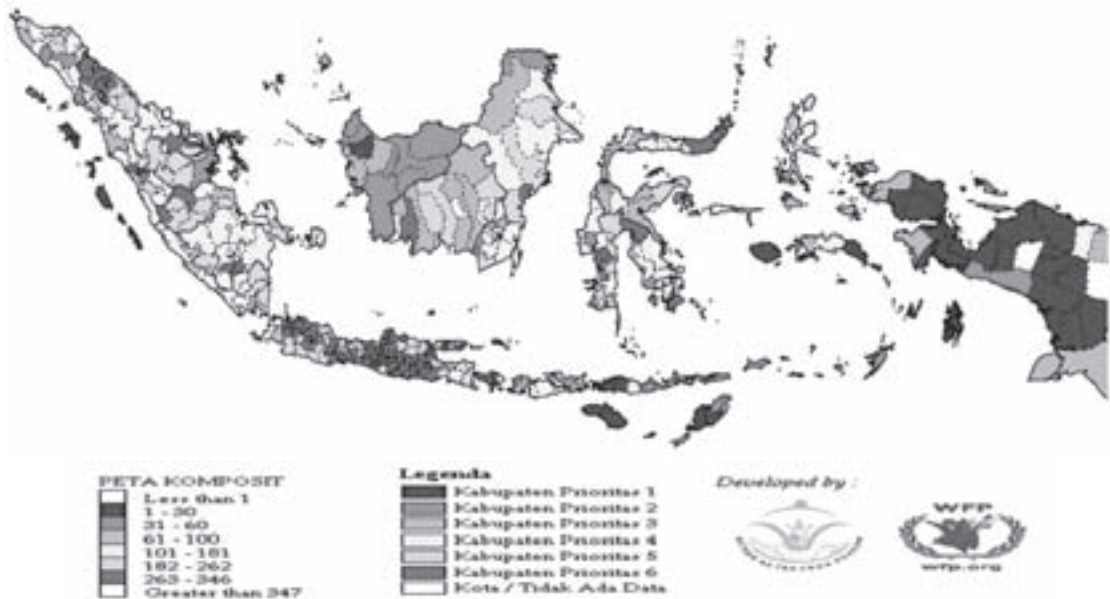 PETA KOMPOSIT
Less than 1
1 - 30
31 - 60
61 - 100
101 - 181
182 - 262
263 - 346
Greater than 347
Legenda
Kabupaten Prioritas 1
Kabupaten Prioritas 2
Kabupaten Prioritas 3
Kabupaten Prioritas 4
Kabupaten Prioritas 5
Kabupaten Prioritas 6
Kota / Tidak Ada Data
Developed by :
WFP
wfp.org